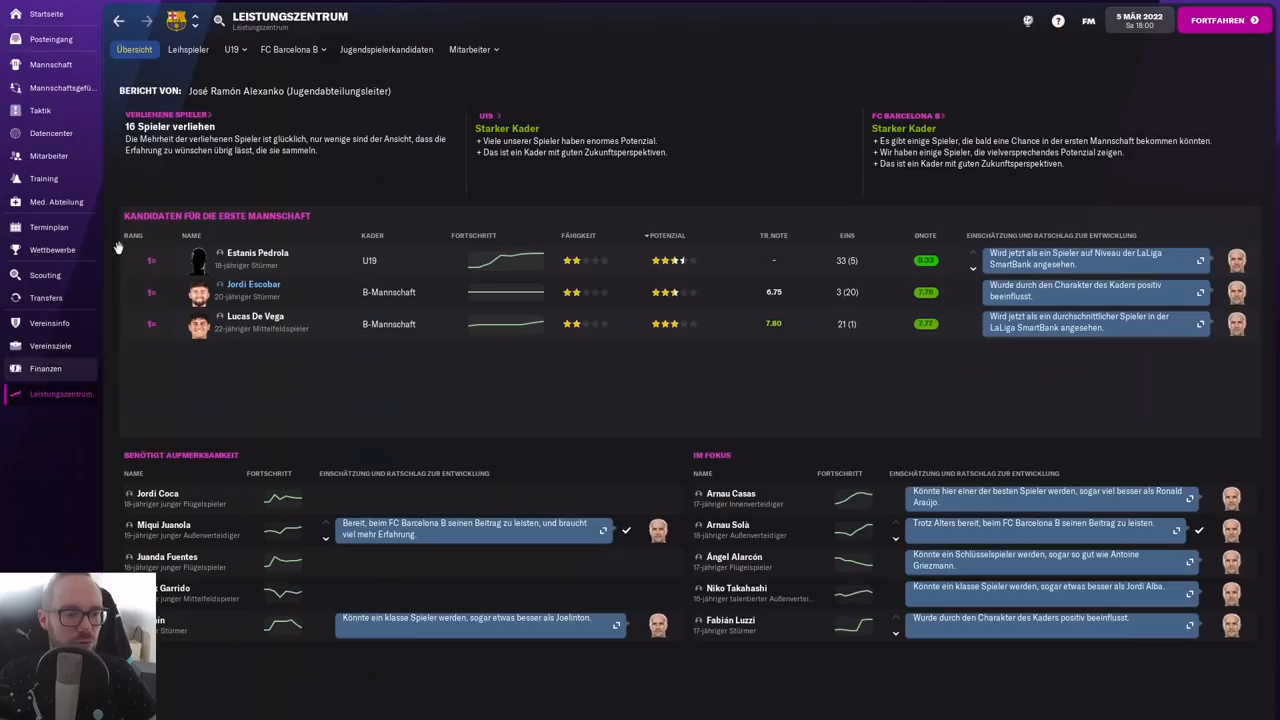 Startseite
Posteingang
Mannschaft
Mannschaftsgefü...
Taktik
Datencenter
Mitarbeiter
Training
Med. Abteilung
Terminplan
Wettbewerbe
Scouting
Transfers
Vereinsinfo
Vereinsziele
Finanzen
Leistungszentrum
LEISTUNGSZENTRUM
Leistungszentrum
FM
5 MÄR 2022
Sa 18:00
FORTFAHREN
Übersicht
Leihspieler
U19
FC Barcelona B
Jugendspielerkandidaten
Mitarbeiter
BERICHT VON: José Ramón Alexanko (Jugendabteilungsleiter)
VERLIEHENE SPIELER
16 Spieler verliehen
Die Mehrheit der verliehenen Spieler ist glücklich, nur wenige sind der Ansicht, dass die
Erfahrung zu wünschen übrig lässt, die sie sammeln.
U19
Starker Kader
+ Viele unserer Spieler haben enormes Potenzial.
+ Das ist ein Kader mit guten Zukunftsperspektiven.
FC BARCELONA B
Starker Kader
+ Es gibt einige Spieler, die bald eine Chance in der ersten Mannschaft bekommen könnten.
+ Wir haben einige Spieler, die vielversprechendes Potenzial zeigen.
+ Das ist ein Kader mit guten Zukunftsperspektiven.
KANDIDATEN FÜR DIE ERSTE MANNSCHAFT
RANG NAME KADER FORTSCHRITT FÄHIGKEIT POTENZIAL TR.NOTE EINS ØNOTE EINSCHÄTZUNG UND RATSCHLAG ZUR ENTWICKLUNG
1= Estanis Pedrola
18-jähriger Stürmer
U19 - 33 (5)
Wird jetzt als ein Spieler auf Niveau der LaLiga
SmartBank angesehen.
1= Jordi Escobar
20-jähriger Stürmer
B-Mannschaft 6.75 3 (20) 7.76
Wurde durch den Charakter des Kaders positiv
beeinflusst.
1= Lucas De Vega
22-jähriger Mittelfeldspieler
B-Mannschaft 7.80 21 (1) 7.77
Wird jetzt als ein durchschnittlicher Spieler in der
LaLiga SmartBank angesehen.
BENÖTIGT AUFMERKSAMKEIT
NAME FORTSCHRITT EINSCHÄTZUNG UND RATSCHLAG ZUR ENTWICKLUNG
Jordi Coca
18-jähriger junger Flügelspieler
Miqui Juanola
19-jähriger Außenverteidiger
Bereit, beim FC Barcelona B seinen Beitrag zu leisten, und braucht
viel mehr Erfahrung.
Juanda Fuentes
18-jähriger junger Flügelspieler
Garrido
junger Mittelfeldspieler
Stürmer
Könnte ein klasse Spieler werden, sogar etwas besser als Joelinton.
IM FOKUS
NAME FORTSCHRITT EINSCHÄTZUNG UND RATSCHLAG ZUR ENTWICKLUNG
Arnau Casas
17-jähriger Innenverteidiger
Könnte hier einer der besten Spieler werden, sogar viel besser als Ronald
Araújo.
Arnau Solà
18-jähriger Außenverteidiger
Trotz Alters bereit, beim FC Barcelona B seinen Beitrag zu leisten.
Ángel Alarcón
17-jähriger Flügelspieler
Könnte ein Schlüsselspieler werden, sogar so gut wie Antoine
Griezmann.
Niko Takahashi
16-jähriger talentierter Außenvertei...
Könnte ein klasse Spieler werden, sogar etwas besser als Jordi Alba.
Fabián Luzzi
17-jähriger Stürmer
Wurde durch den Charakter des Kaders positiv beeinflusst.